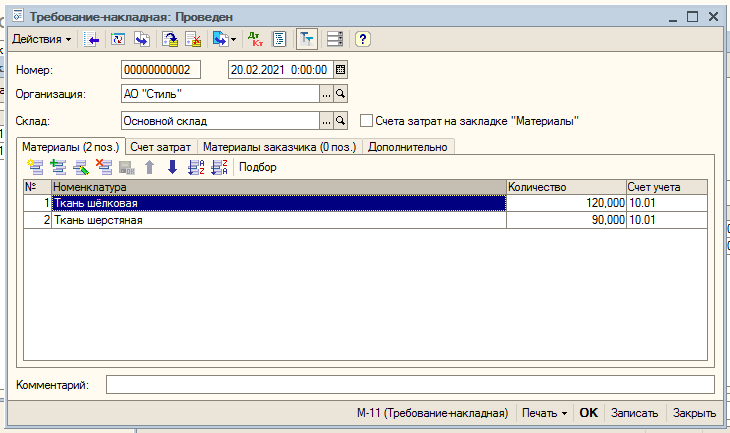 Требование-накладная: Проведен
Действия
Дт Кт
Номер: 00000000002 20.02.2021 0:00:00
Организация: АО "Стиль" ...
Склад: Основной склад ... Счета затрат на закладке "Материалы"
Материалы (2 поз.) Счет затрат Материалы заказчика (0 поз.) Дополнительно
Подбор
№ Номенклатура Количество Счет учета
1 Ткань шёлковая 120,000 10.01
2 Ткань шерстяная 90,000 10.01
Комментарий:
М-11 (Требование-накладная) Печать OK Записать Закрыть